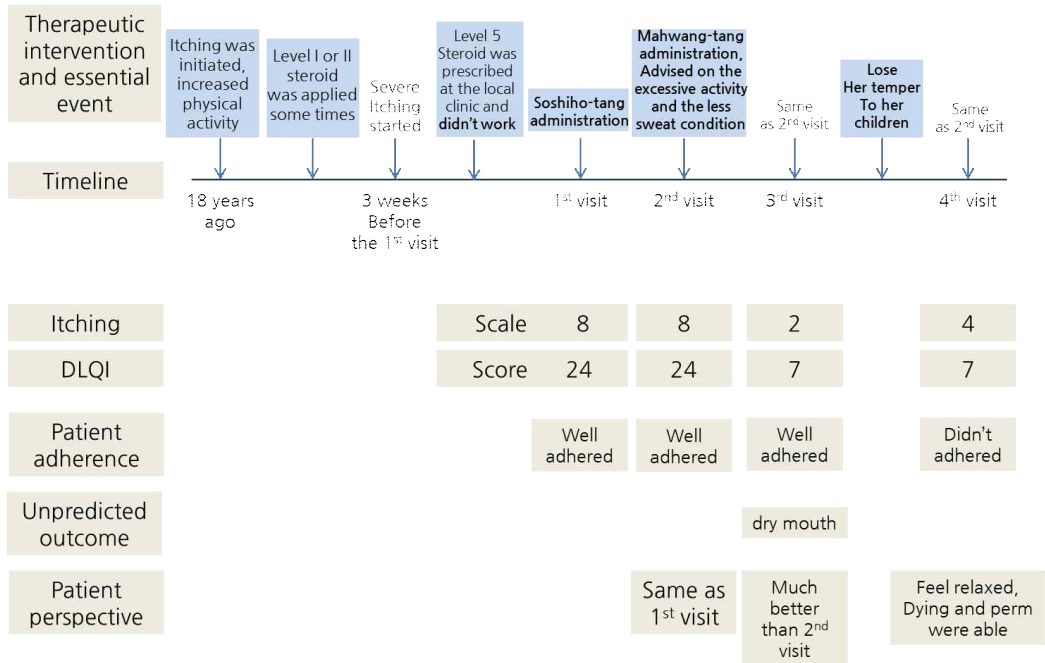 Therapeutic
intervention
and essential
event
Itching was
initiated,
increased
physical
activity
Level I or II
steroid
was applied
some times
Severe
Itching
started
Level 5
Steroid was
prescribed
at the local
clinic and
didn't work
Soshiho-tang
administration
Mahwang-tang
administration,
Advised on the
excessive activity
and the less
sweat condition
Same
as 2nd visit
Lose
Her temper
To her
children
Same
as 2nd visit
Timeline
18 years
ago
3 weeks
Before
the 1st visit
1st visit
2nd visit
3rd visit
4th visit
Itching
Scale
8
8
2
4
DLQI
Score
24
24
7
7
Patient
adherence
Well
adhered
Well
adhered
Well
adhered
Didn't
adhered
Unpredicted
outcome
dry mouth
Patient
perspective
Same as
1st visit
Much
better
than 2nd
visit
Feel relaxed,
Dying and perm
were able